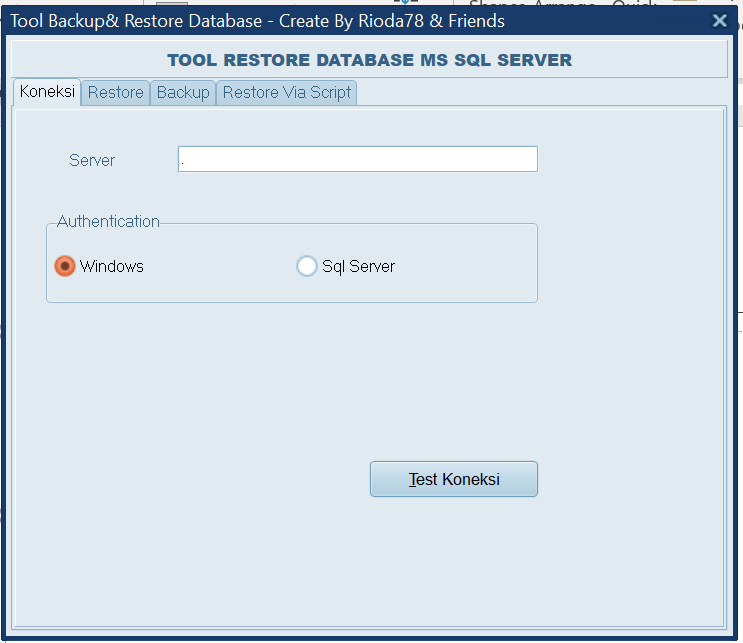 Tool Backup& Restore Database - Create By Rioda78 & Friends
TOOL RESTORE DATABASE MS SQL SERVER
Koneksi Restore Backup Restore Via Script
Server .
Authentication
Windows Sql Server
Test Koneksi